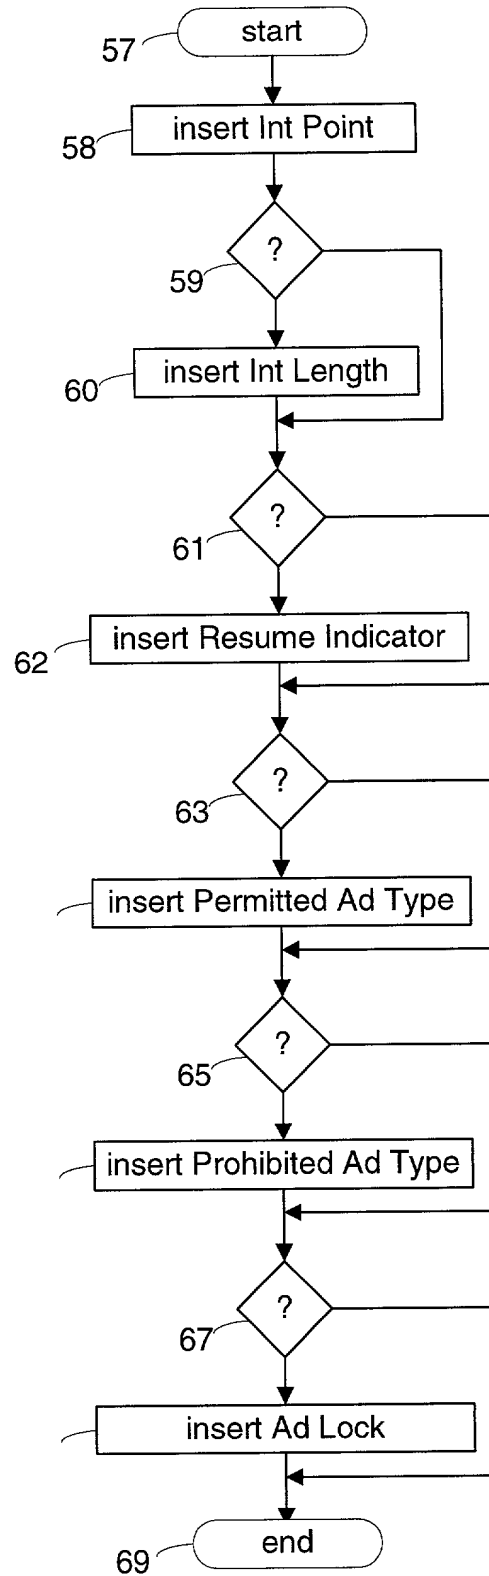 start
57
insert Int Point
58
?
59
insert Int Length
60
?
61
insert Resume Indicator
62
?
63
insert Permitted Ad Type
?
65
insert Prohibited Ad Type
?
67
insert Ad Lock
end
69